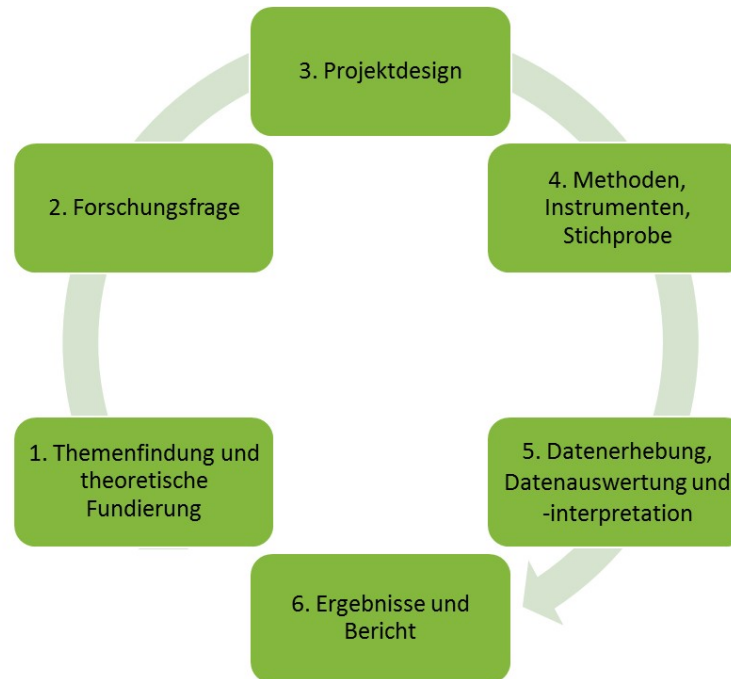 1. Themenfindung und
theoretische
Fundierung
2. Forschungsfrage
3. Projektdesign
4. Methoden,
Instrumenten,
Stichprobe
5. Datenerhebung,
Datenauswertung und
-interpretation
6. Ergebnisse und
Bericht